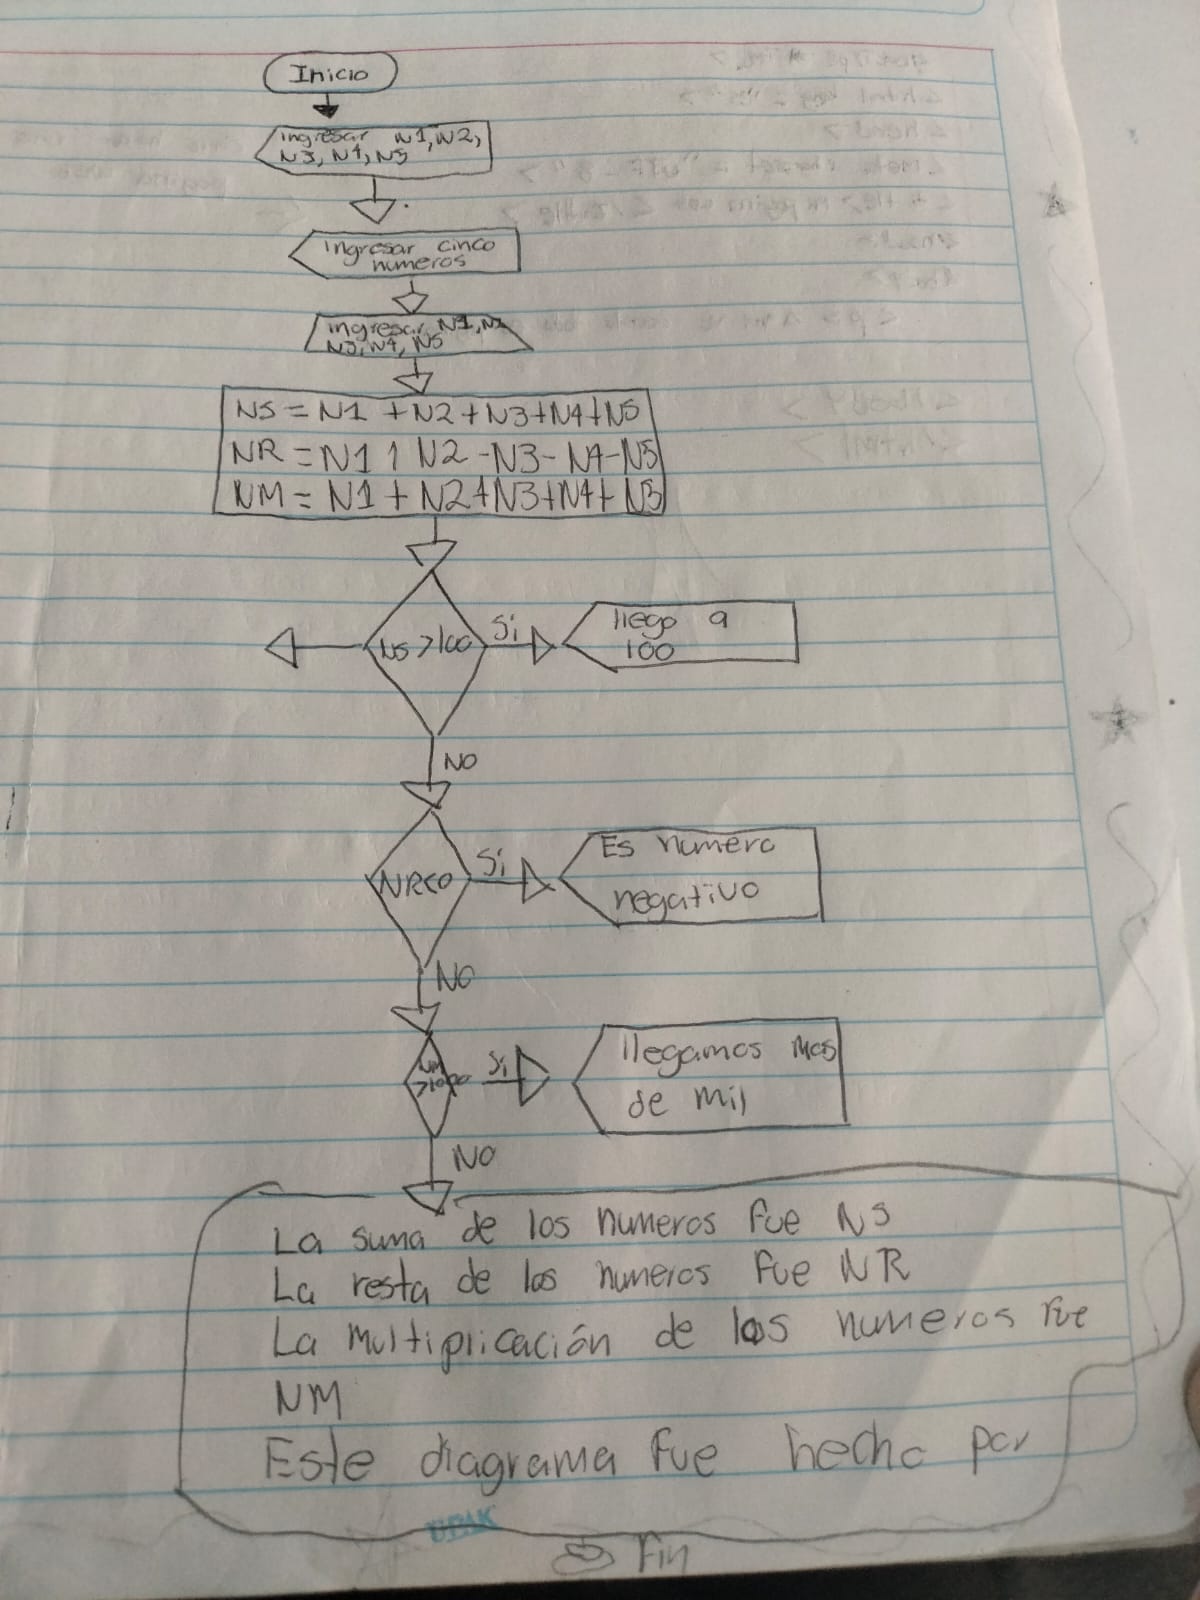 Inicio
ingresar N1, N2,
N3, N4, N5
ingresar cinco
numeros
ingresar N1, N2
N3, N4, N5
NS = N1 + N2 + N3 + N4 + N5
NR = N1 1 N2 - N3 - N4 - N5
NM = N1 + N2 + N3 + N4 + N5
NS > 100
Si
llego a
100
NO
NR<0
Si
Es numero
negativo
NO
NM
>1000
Si
llegamos mas
de mil
NO
La suma de los numeros fue NS
La resta de los numeros fue NR
La multiplicación de los numeros fue
NM
Este diagrama fue hecho por
UPAK
Fin